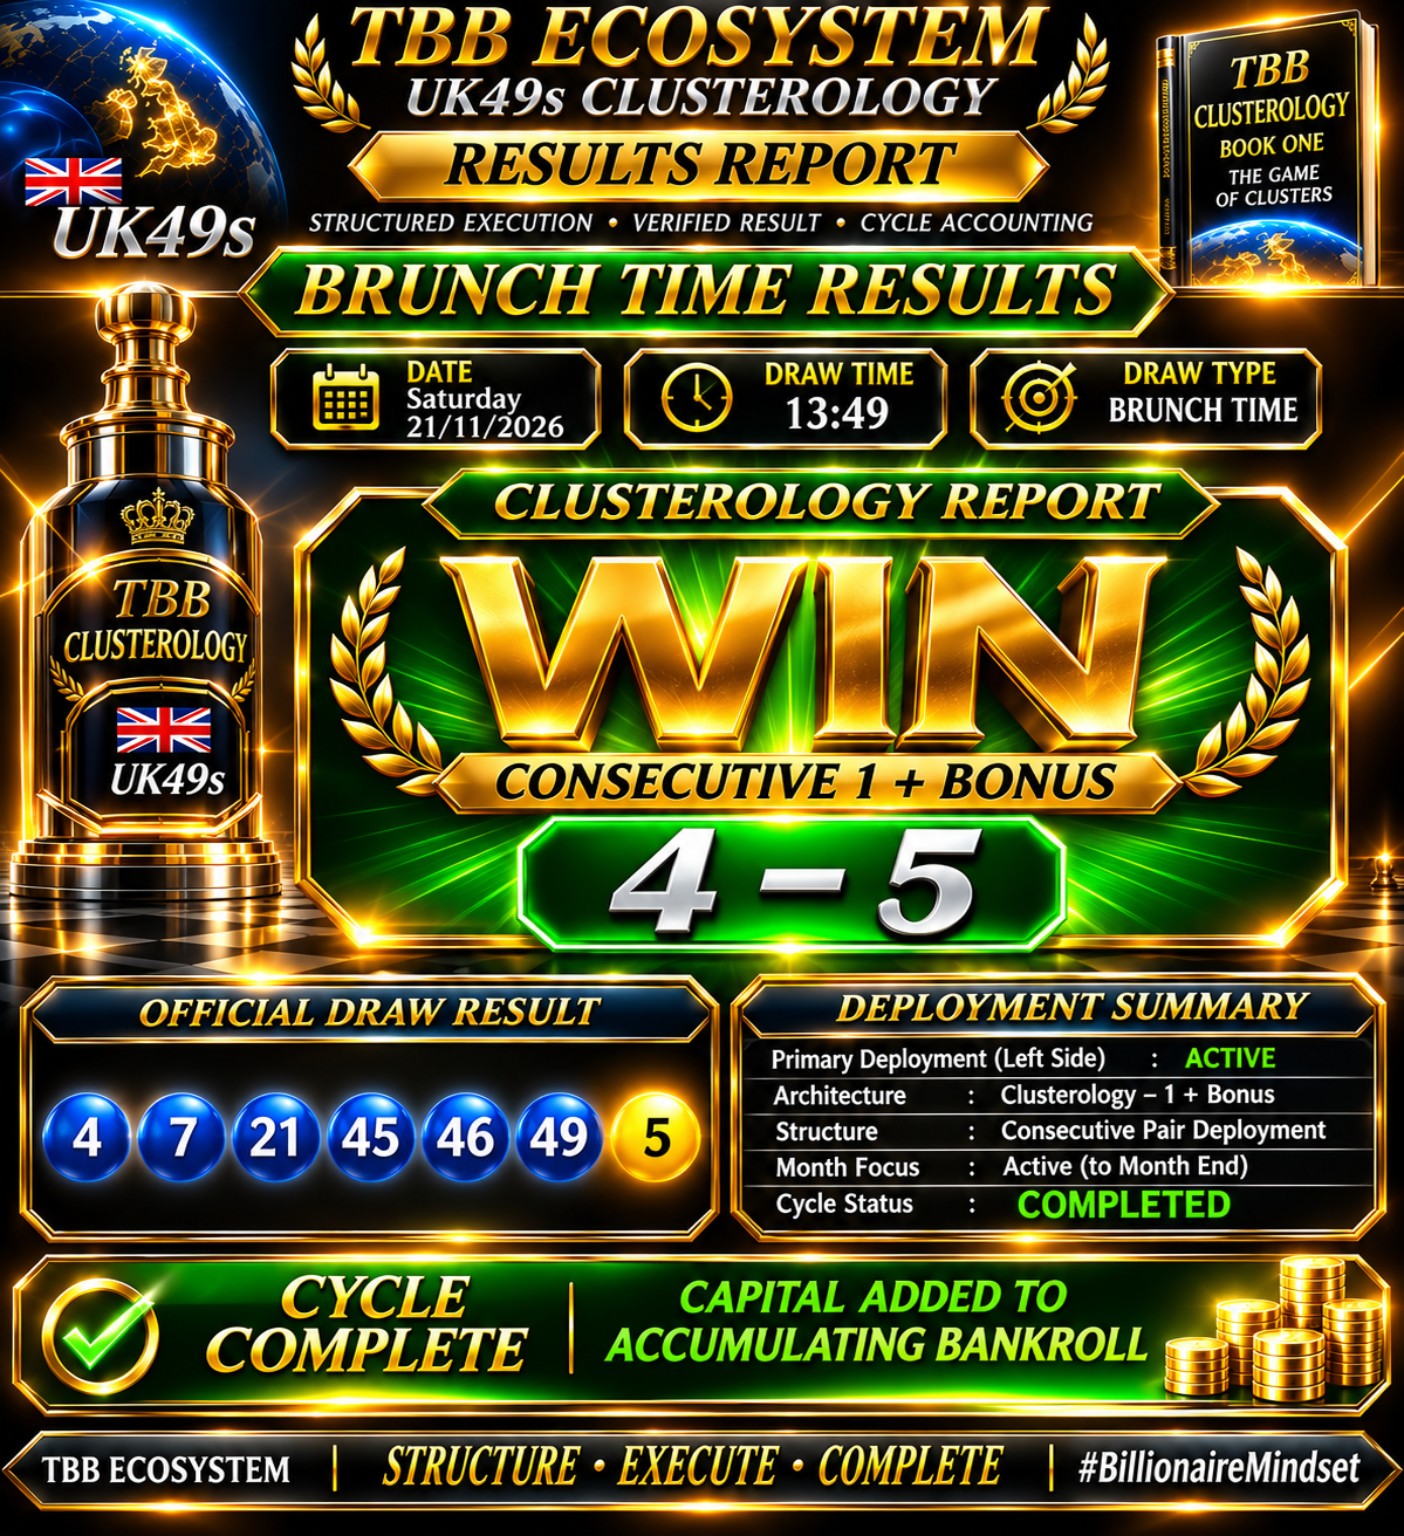 TBB ECOSYSTEM
UK49s CLUSTEROLOGY
RESULTS REPORT
STRUCTURED EXECUTION • VERIFIED RESULT • CYCLE ACCOUNTING
UK49s
TBB
CLUSTEROLOGY
BOOK ONE
THE GAME
OF CLUSTERS
BRUNCH TIME RESULTS
DATE
Saturday
21/11/2026
DRAW TIME
13:49
DRAW TYPE
BRUNCH TIME
TBB
CLUSTEROLOGY
UK49s
CLUSTEROLOGY REPORT
WIN
CONSECUTIVE 1 + BONUS
4 – 5
OFFICIAL DRAW RESULT
4 7 21 45 46 49 5
DEPLOYMENT SUMMARY
Primary Deployment (Left Side) : ACTIVE
Architecture : Clusterology – 1 + Bonus
Structure : Consecutive Pair Deployment
Month Focus : Active (to Month End)
Cycle Status : COMPLETED
CYCLE
COMPLETE
CAPITAL ADDED TO
ACCUMULATING BANKROLL
TBB ECOSYSTEM | STRUCTURE • EXECUTE • COMPLETE | #BillionaireMindset